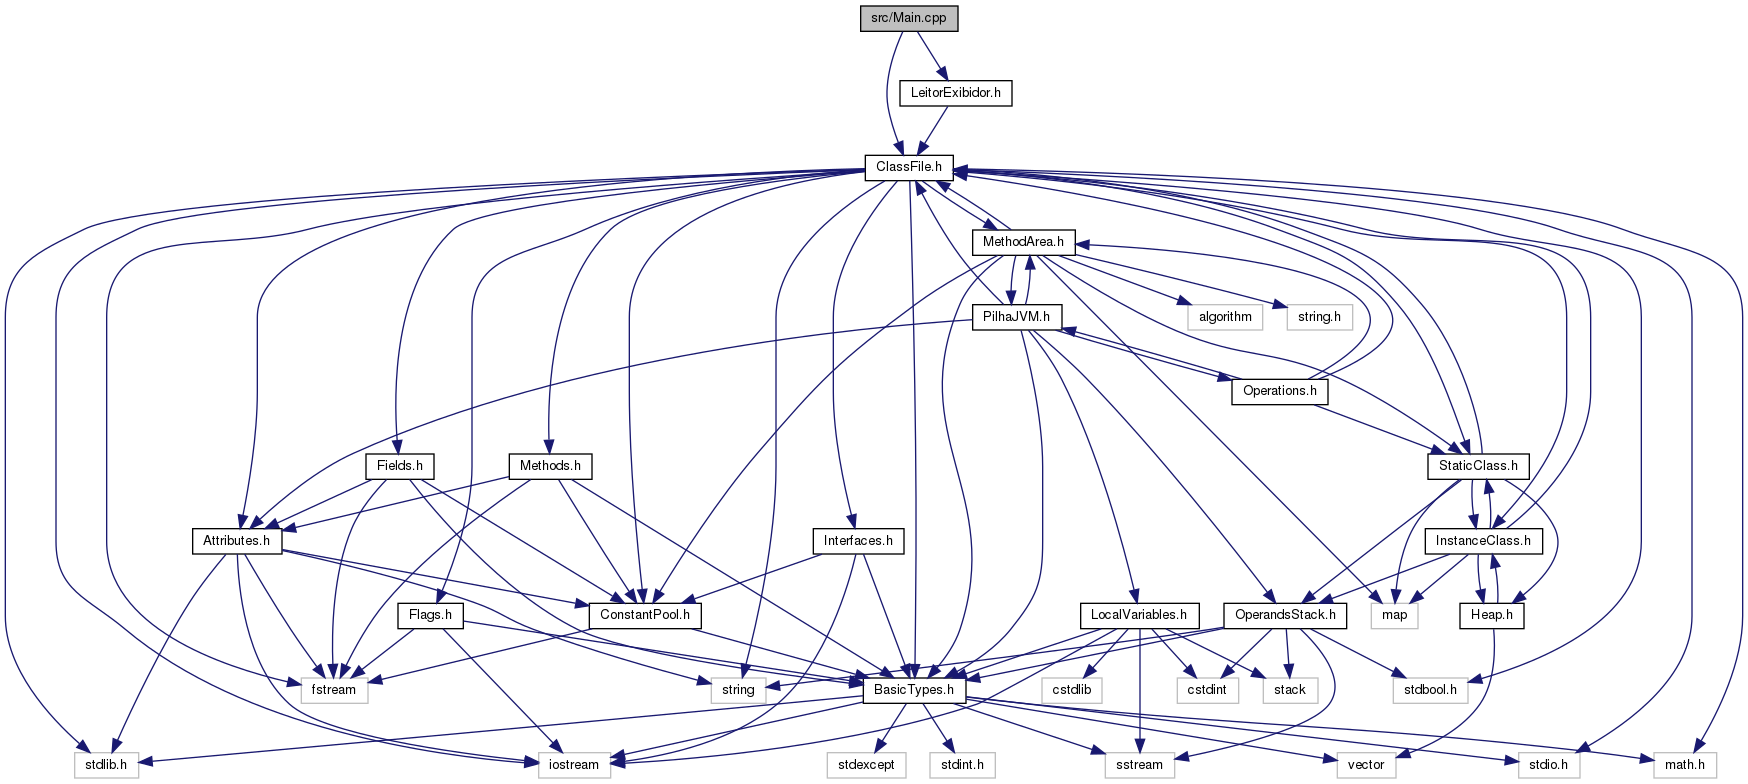 src/Main.cpp
LeitorExibidor.h
ClassFile.h
MethodArea.h
PilhaJVM.h
algorithm
string.h
Operations.h
Fields.h
Methods.h
StaticClass.h
Attributes.h
Interfaces.h
InstanceClass.h
Flags.h
ConstantPool.h
LocalVariables.h
OperandsStack.h
map
Heap.h
fstream
string
BasicTypes.h
cstdlib
cstdint
stack
stdbool.h
stdlib.h
iostream
stdexcept
stdint.h
sstream
vector
stdio.h
math.h